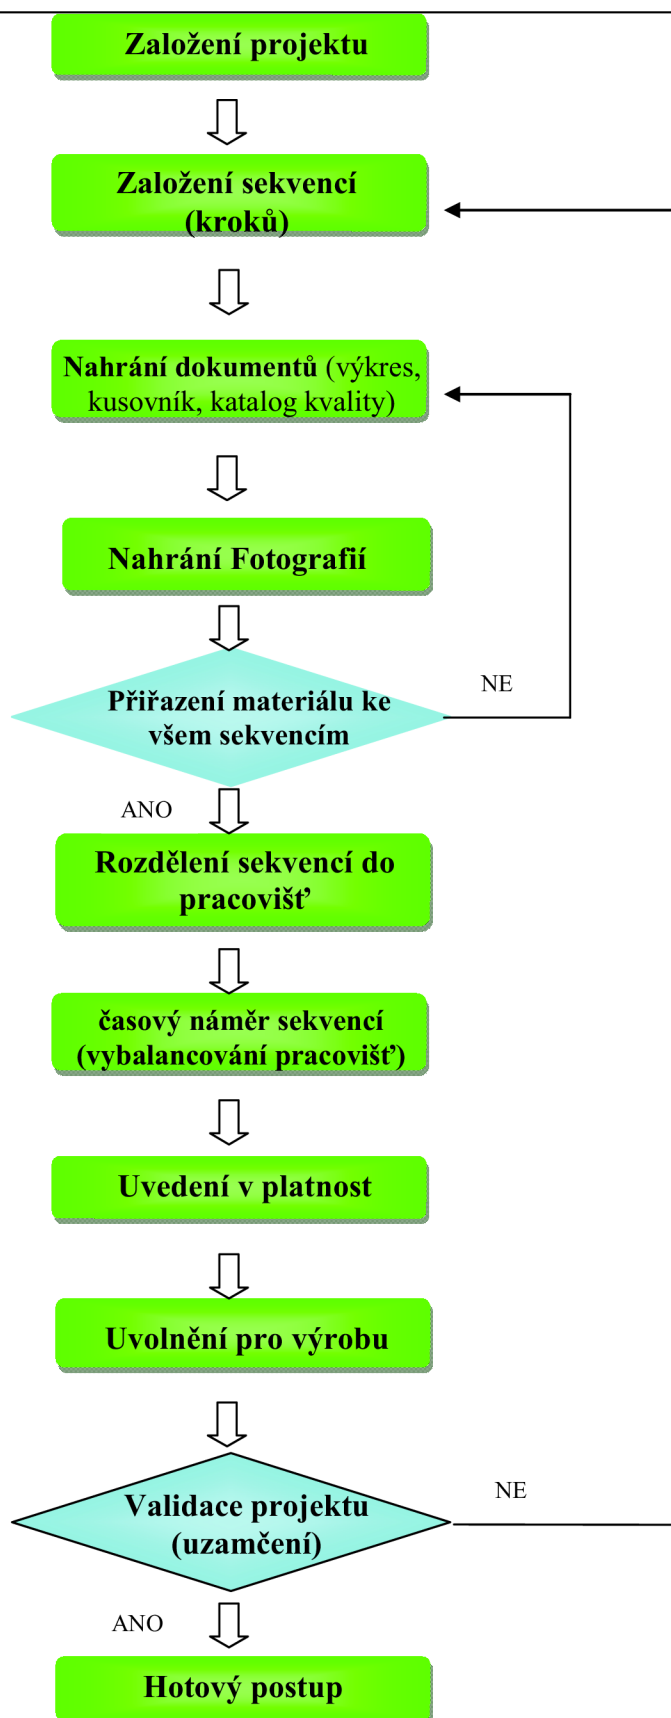 Založení projektu
Založení sekvencí
(kroků)
Nahrání dokumentů (výkres,
kusovník, katalog kvality)
Nahrání Fotografií
Přiřazení materiálu ke
všem sekvencím
NE
ANO
Rozdělení sekvencí do
pracovišť
časový náměr sekvencí
(vybalancování pracovišť)
Uvedení v platnost
Uvolnění pro výrobu
Validace projektu
(uzamčení)
NE
ANO
Hotový postup